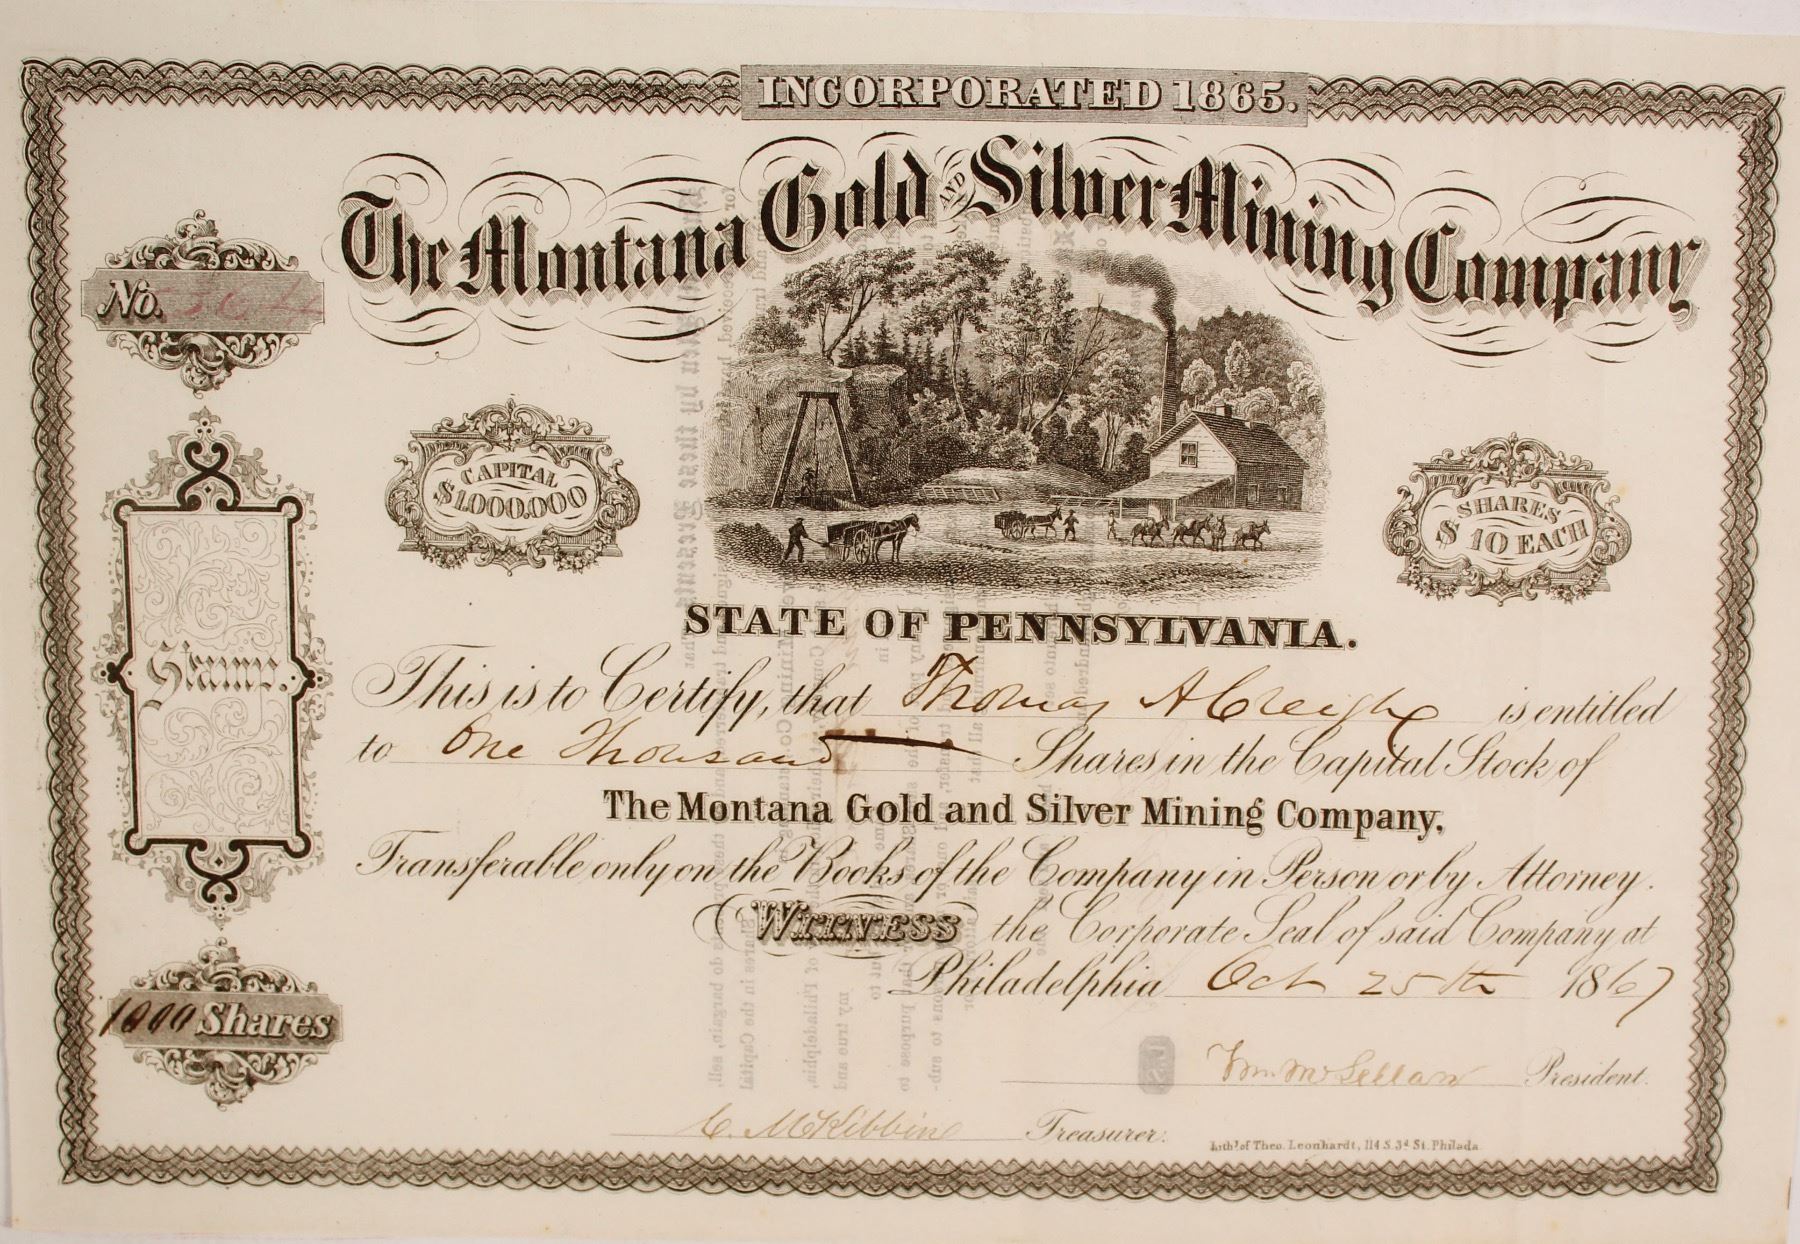 INCORPORATED 1865.
The Montana Gold AND Silver Mining Company
No.
CAPITAL
$1.000.000
SHARES
$10 EACH
STATE OF PENNSYLVANIA.
Stamp.
This is to Certify, that Thomas A Creighe is entitled
to One Thousand Shares in the Capital Stock of
The Montana Gold and Silver Mining Company,
Transferable only on the Books of the Company in Person or by Attorney.
WITNESS the Corporate Seal of said Company at
Philadelphia Oct 25th 1867
1000 Shares
Wm McLellan President.
C. McKibbin Treasurer.
Lith. of Theo. Leonhardt, 114 S. 3d St. Philada.